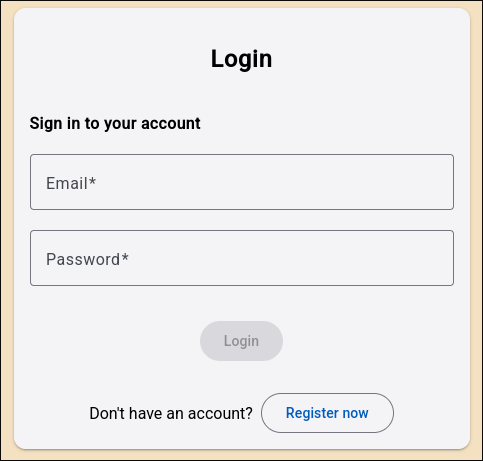 Login
Sign in to your account
Email*
Password*
Login
Don't have an account? Register now